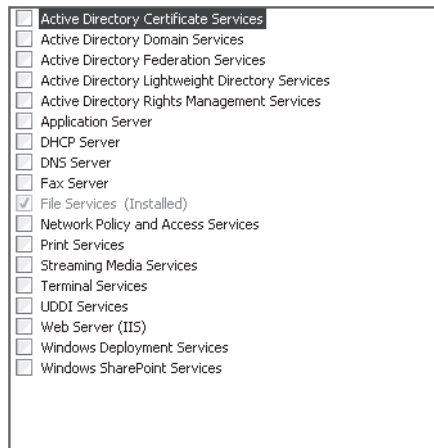 Active Directory Certificate Services
Active Directory Domain Services
Active Directory Federation Services
Active Directory Lightweight Directory Services
Active Directory Rights Management Services
Application Server
DHCP Server
DNS Server
Fax Server
File Services (Installed)
Network Policy and Access Services
Print Services
Streaming Media Services
Terminal Services
UDDI Services
Web Server (IIS)
Windows Deployment Services
Windows SharePoint Services